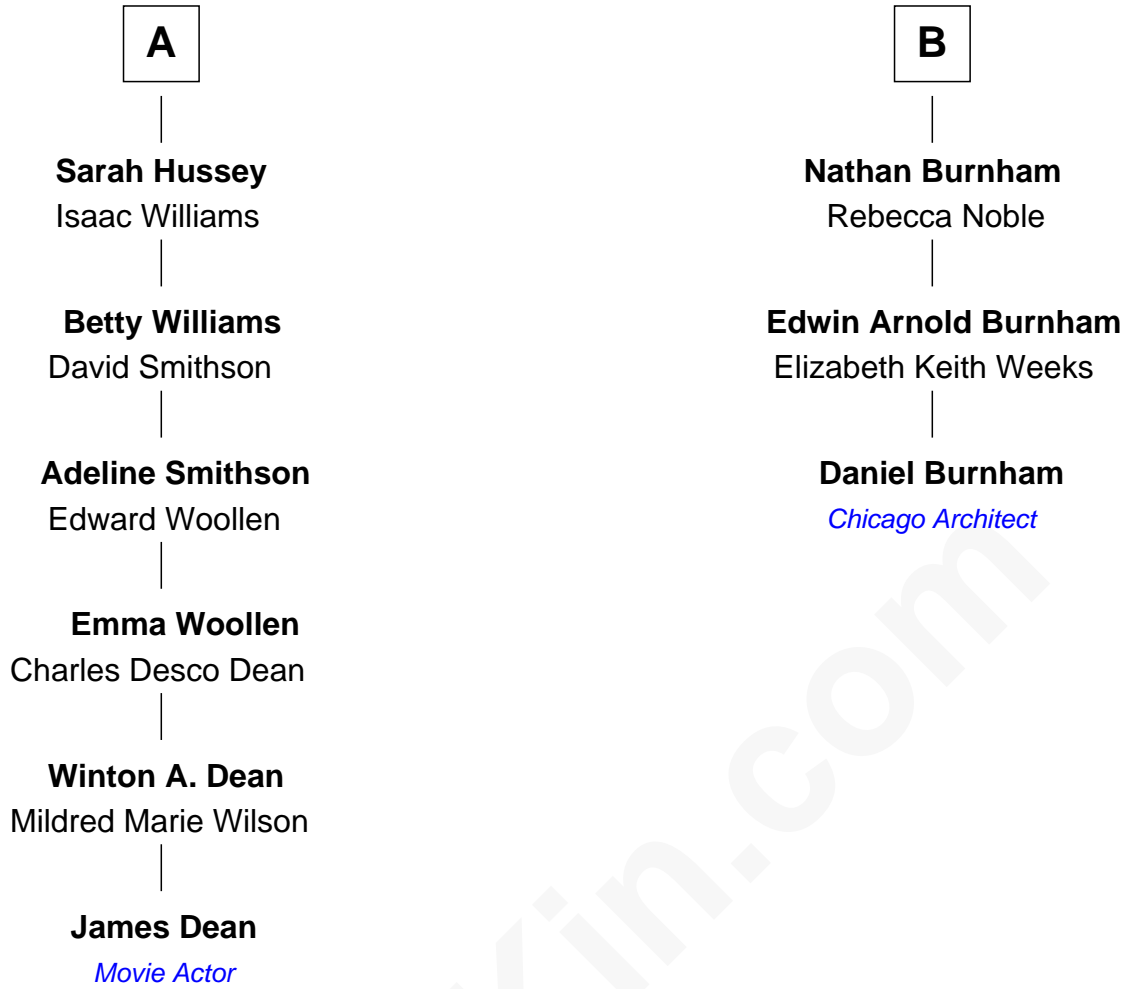 A
Sarah Hussey
Isaac Williams
Betty Williams
David Smithson
Adeline Smithson
Edward Woollen
Emma Woollen
Charles Desco Dean
Winton A. Dean
Mildred Marie Wilson
James Dean
Movie Actor
B
Nathan Burnham
Rebecca Noble
Edwin Arnold Burnham
Elizabeth Keith Weeks
Daniel Burnham
Chicago Architect
Kin.com